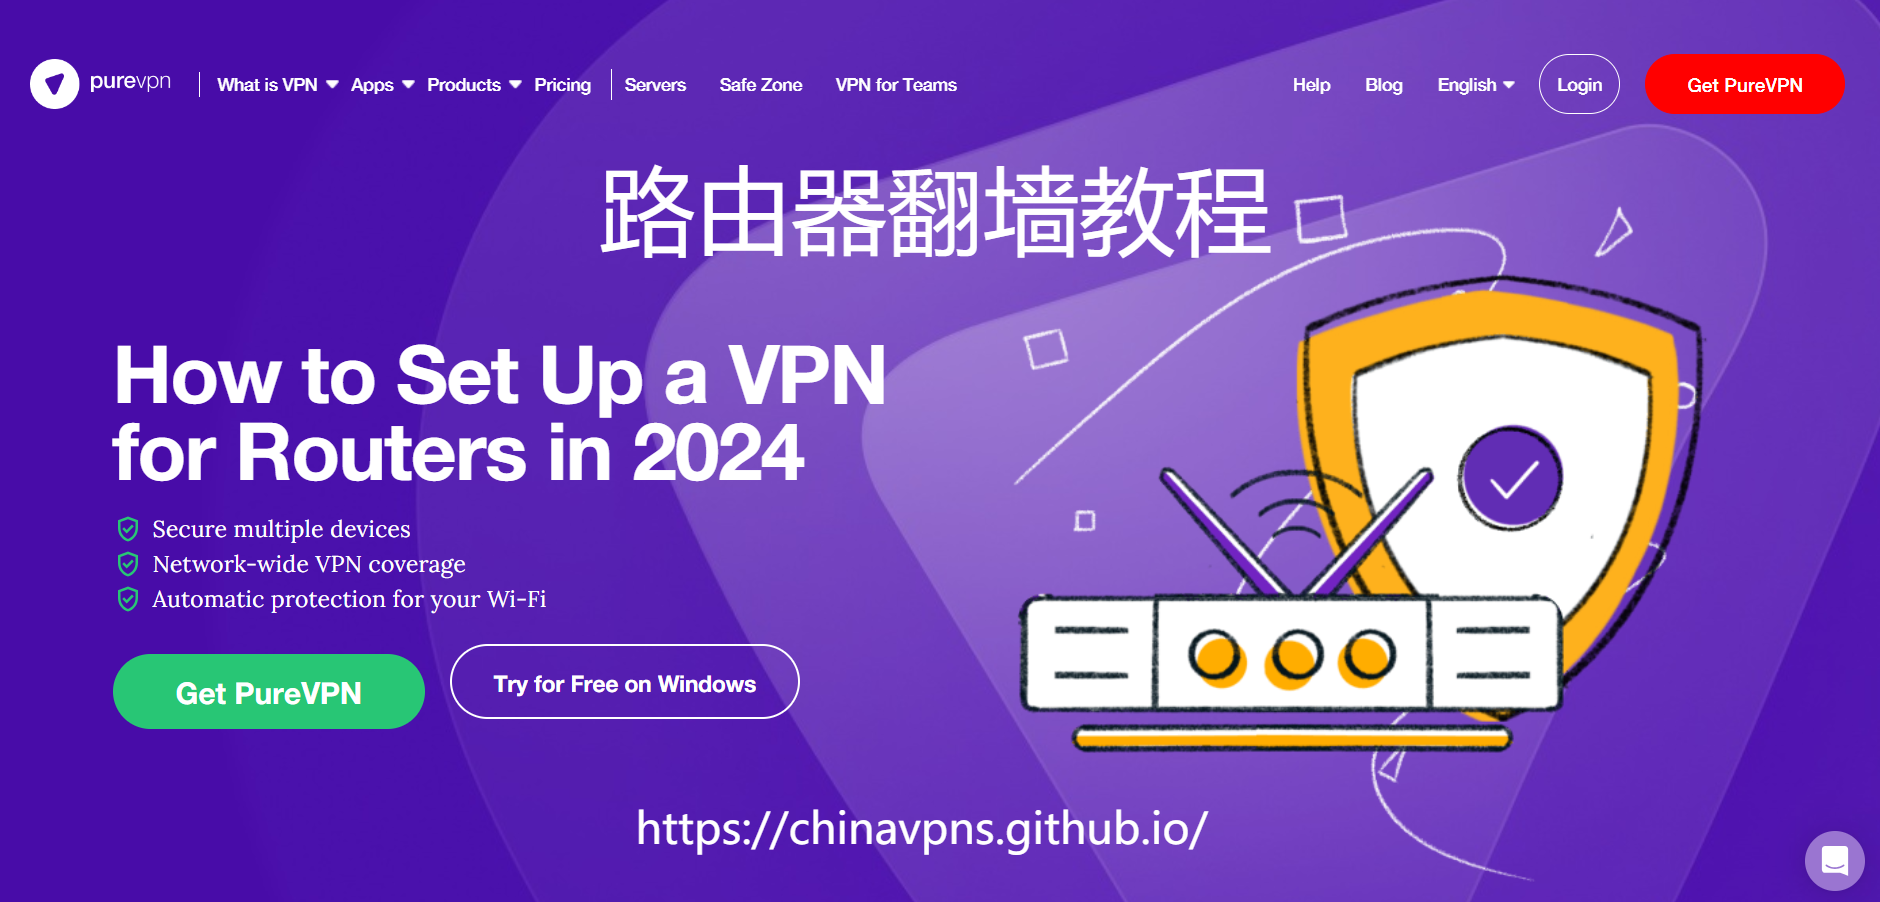 purevpn
What is VPN Apps Products Pricing Servers Safe Zone VPN for Teams Help Blog English Login Get PureVPN
路由器翻墙教程
How to Set Up a VPN
for Routers in 2024
Secure multiple devices
Network-wide VPN coverage
Automatic protection for your Wi-Fi
Get PureVPN Try for Free on Windows
https://chinavpns.github.io/